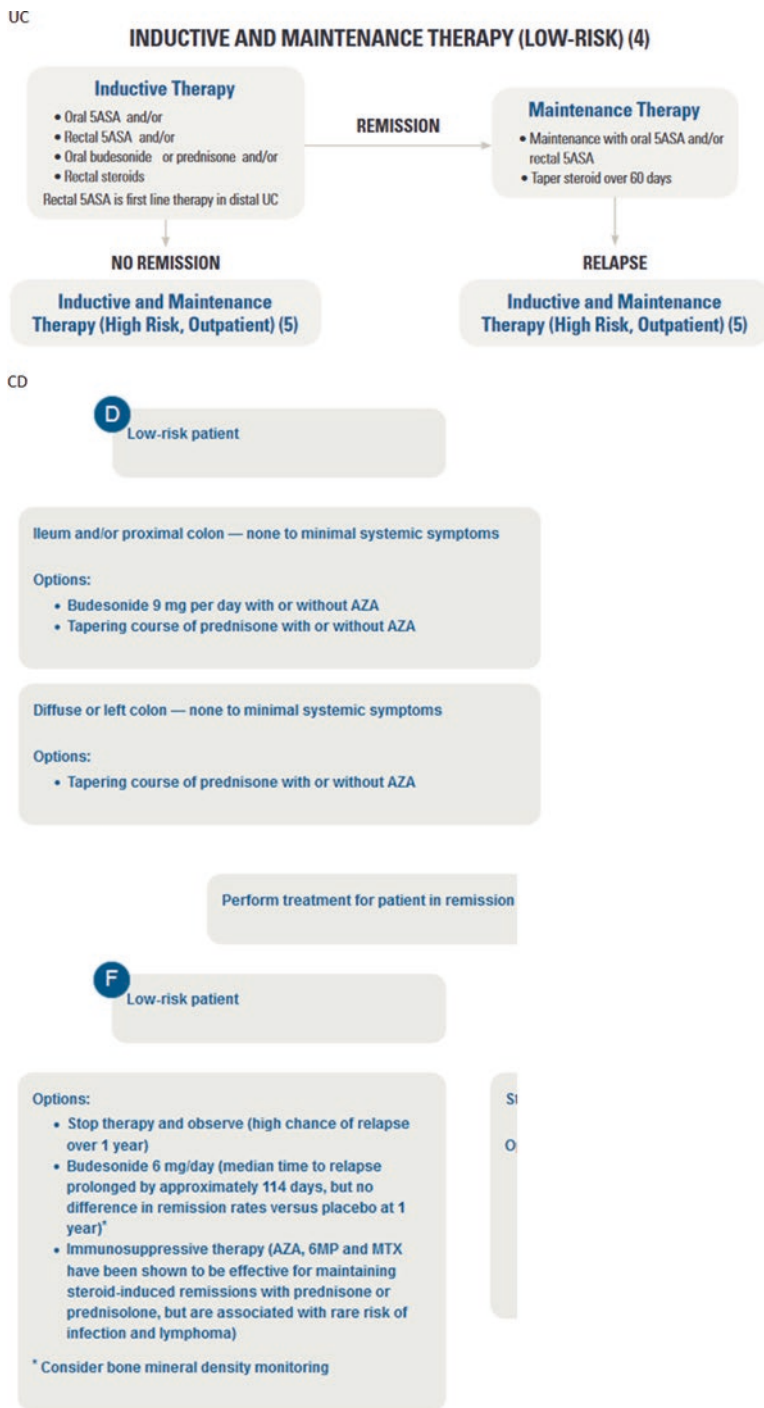 UC
INDUCTIVE AND MAINTENANCE THERAPY (LOW-RISK) (4)
Inductive Therapy
• Oral 5ASA and/or
• Rectal 5ASA and/or
• Oral budesonide or prednisone and/or
• Rectal steroids
Rectal 5ASA is first line therapy in distal UC
REMISSION
Maintenance Therapy
• Maintenance with oral 5ASA and/or
rectal 5ASA
• Taper steroid over 60 days
NO REMISSION
Inductive and Maintenance
Therapy (High Risk, Outpatient) (5)
RELAPSE
Inductive and Maintenance
Therapy (High Risk, Outpatient) (5)
CD
D
Low-risk patient
Ileum and/or proximal colon — none to minimal systemic symptoms
Options:
• Budesonide 9 mg per day with or without AZA
• Tapering course of prednisone with or without AZA
Diffuse or left colon — none to minimal systemic symptoms
Options:
• Tapering course of prednisone with or without AZA
Perform treatment for patient in remission
F
Low-risk patient
Options:
• Stop therapy and observe (high chance of relapse
over 1 year)
• Budesonide 6 mg/day (median time to relapse
prolonged by approximately 114 days, but no
difference in remission rates versus placebo at 1
year)*
• Immunosuppressive therapy (AZA, 6MP and MTX
have been shown to be effective for maintaining
steroid-induced remissions with prednisone or
prednisolone, but are associated with rare risk of
infection and lymphoma)
* Consider bone mineral density monitoring